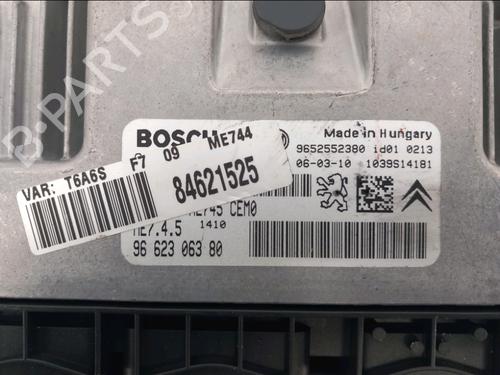 B-PARTS
BOSCH
Made in Hungary
9652552380 id01 0213
06-03-10 1039S14181
VAR: T6A6S F7 09 ME744
84621525
ME745 CEM0
ME7.4.5 1410
96 623 063 80